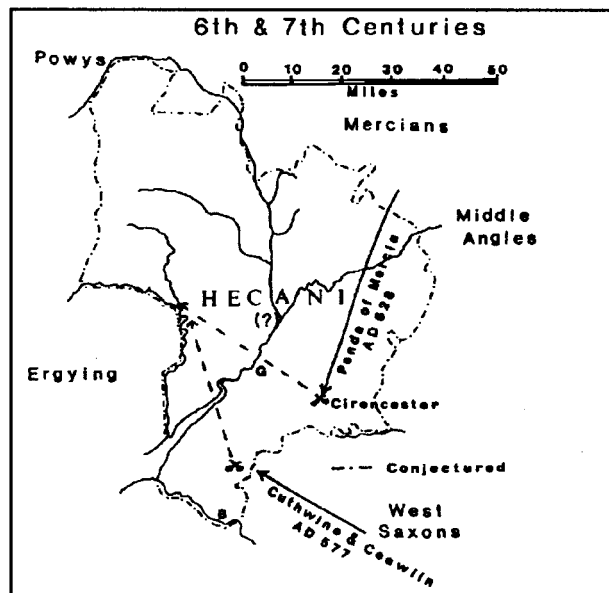 6th & 7th Centuries
Powys
0 10 20 30 40 50
Miles
Mercians
Middle
Angles
Penda of Mercia
AD 628
HECANI
(?)
Ergying
G
Cirencester
Conjectured
B
West
Saxons
Cuthwine & Ceawlin
AD 577